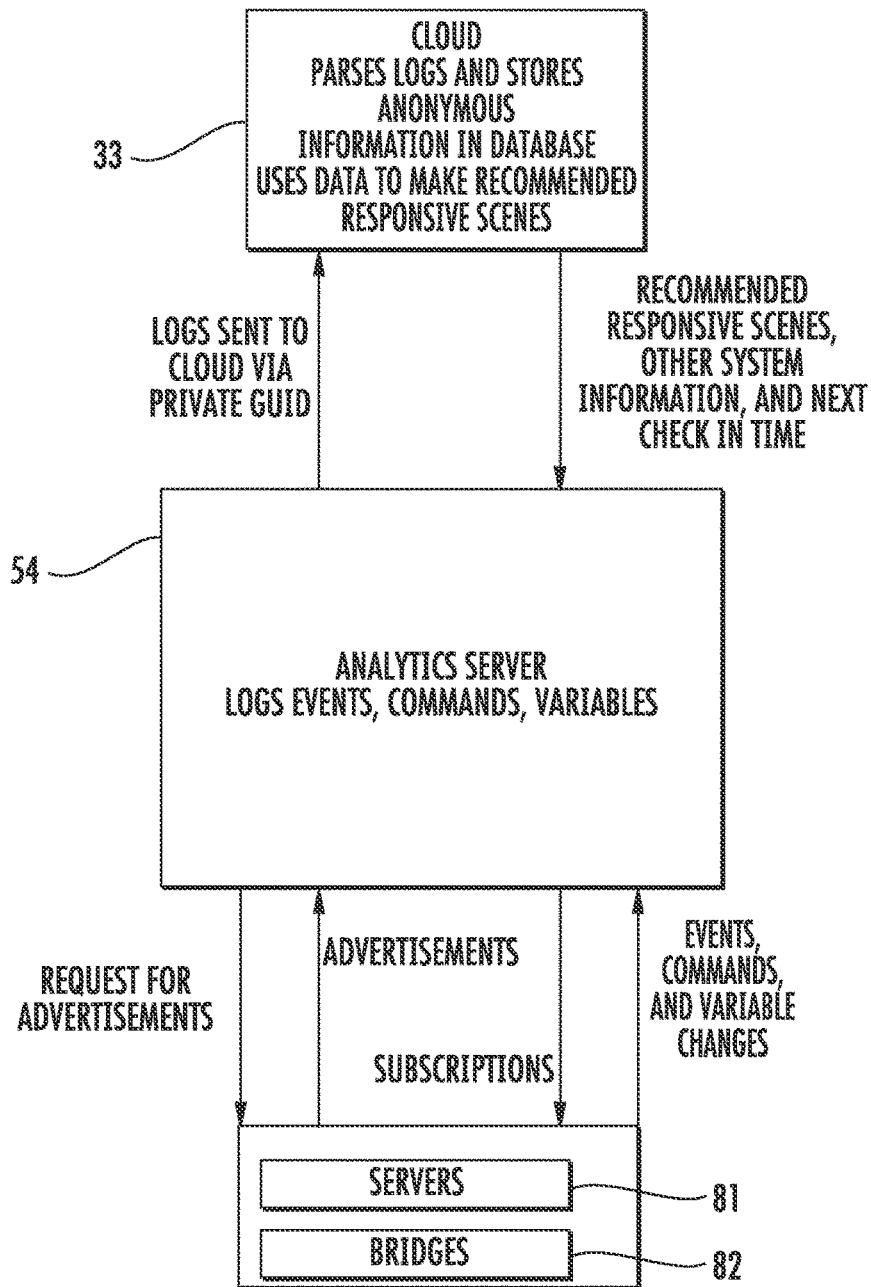 CLOUD
PARSES LOGS AND STORES
ANONYMOUS
INFORMATION IN DATABASE
USES DATA TO MAKE RECOMMENDED
RESPONSIVE SCENES
33
LOGS SENT TO
CLOUD VIA
PRIVATE GUID
RECOMMENDED
RESPONSIVE SCENES,
OTHER SYSTEM
INFORMATION, AND NEXT
CHECK IN TIME
54
ANALYTICS SERVER
LOGS EVENTS, COMMANDS, VARIABLES
REQUEST FOR
ADVERTISEMENTS
ADVERTISEMENTS
SUBSCRIPTIONS
EVENTS,
COMMANDS,
AND VARIABLE
CHANGES
SERVERS
81
BRIDGES
82